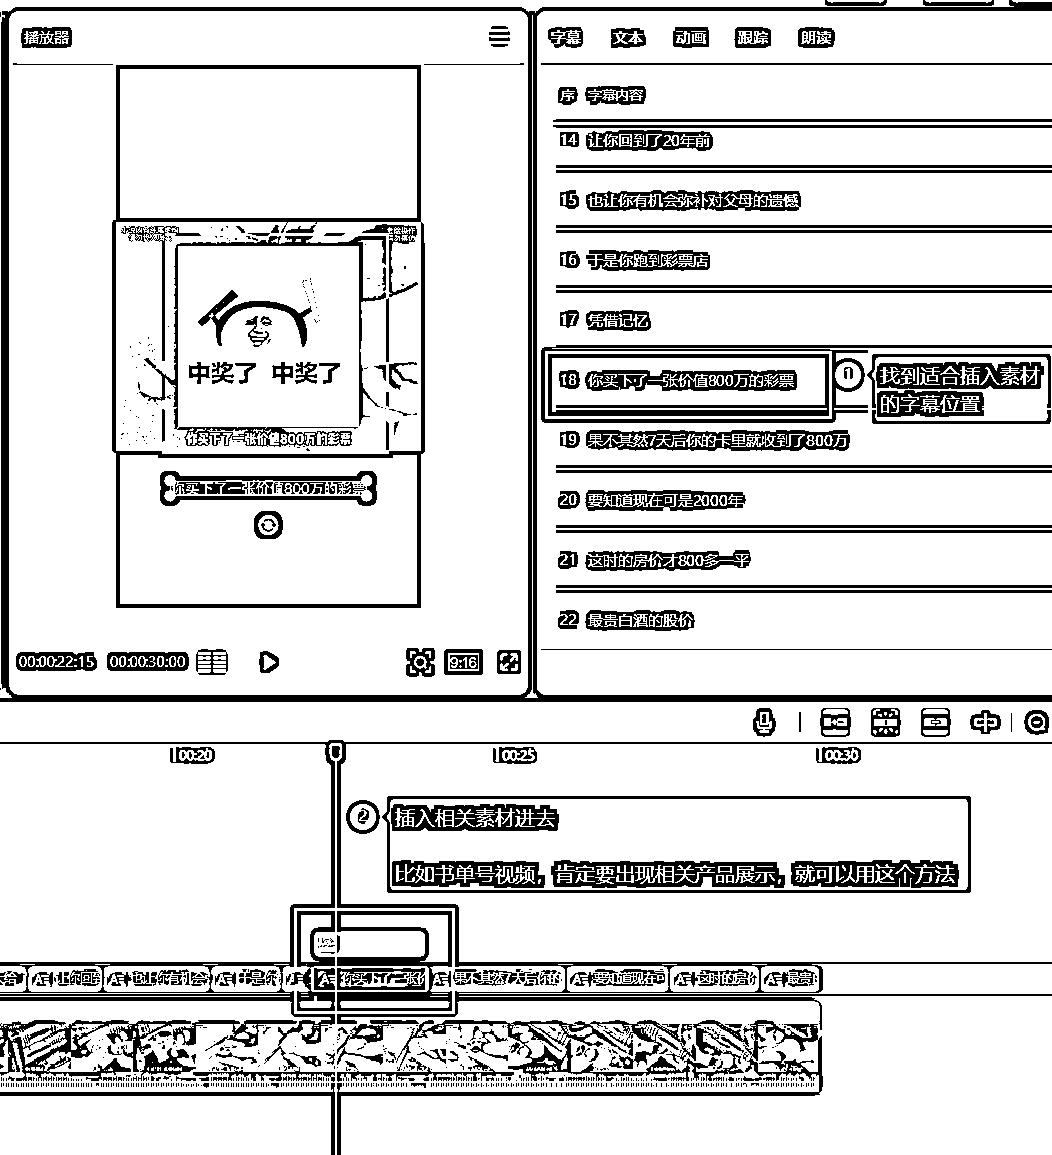 播放器
字幕 文本 动画 跟踪 朗读
序 字幕内容
14 让你回到了20年前
15 也让你有机会弥补对父母的遗憾
16 于是你跑到彩票店
17 凭借记忆
18 你买下了一张价值800万的彩票
① 找到适合插入素材
的字幕位置
19 果不其然7天后你的卡里就收到了800万
20 要知道现在可是2000年
21 这时的房价才800多一平
22 最贵白酒的股价
中奖了 中奖了
你买下了一张价值800万的彩票
你买下了一张价值800万的彩票
00:00:22:15 00:00:30:00
9:16
00:20 00:25 00:30
② 插入相关素材进去
比如书单号视频，肯定要出现相关产品展示，就可以用这个方法
让你回到 也让你有机会 于是你 你买下了一张价 果不其然7天后你的 要知道现在可 这时的房价 最贵